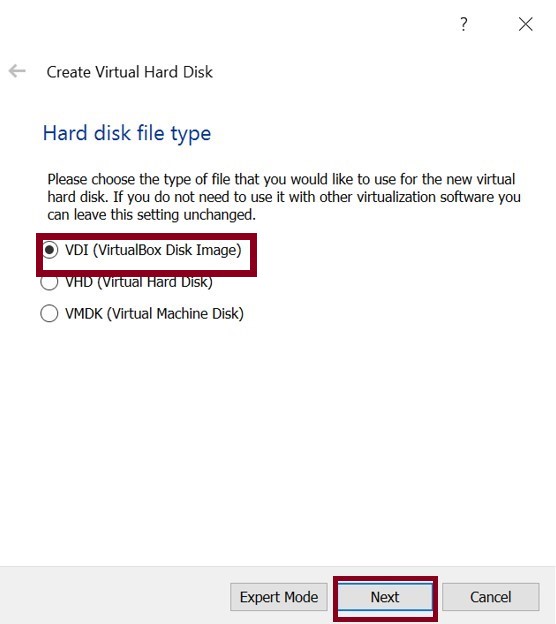 ?
Create Virtual Hard Disk
Hard disk file type
Please choose the type of file that you would like to use for the new virtual
hard disk. If you do not need to use it with other virtualization software you
can leave this setting unchanged.
VDI (VirtualBox Disk Image)
VHD (Virtual Hard Disk)
VMDK (Virtual Machine Disk)
Expert Mode Next Cancel